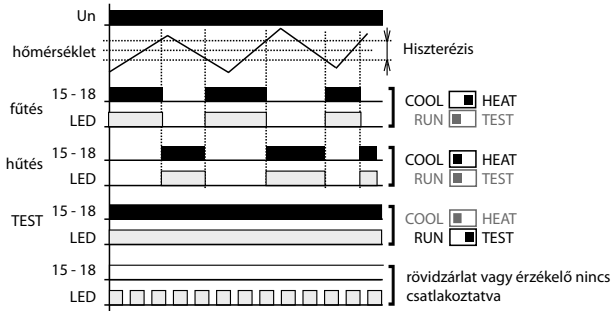 Un
hőmérséklet
Hiszterézis
fűtés
15 - 18
LED
COOL HEAT
RUN TEST
hűtés
15 - 18
LED
COOL HEAT
RUN TEST
TEST
15 - 18
LED
COOL HEAT
RUN TEST
15 - 18
LED
rövidzárlat vagy érzékelő nincs
csatlakoztatva